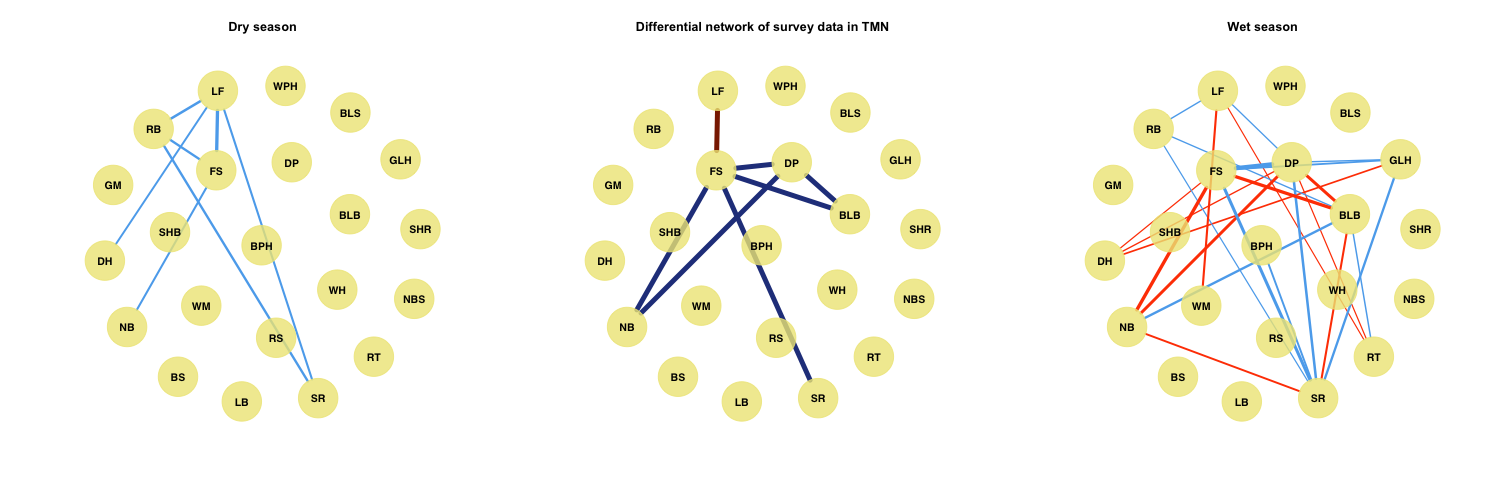 Dry season
LF
WPH
BLS
RB
GLH
DP
FS
GM
BLB
SHR
SHB
BPH
DH
WH
NBS
WM
NB
RS
RT
BS
SR
LB
Differential network of survey data in TMN
LF
WPH
BLS
RB
GLH
DP
FS
GM
BLB
SHR
SHB
BPH
DH
WH
NBS
WM
NB
RS
RT
BS
SR
LB
Wet season
LF
WPH
BLS
RB
GLH
DP
FS
GM
BLB
SHR
SHB
BPH
DH
WH
NBS
WM
NB
RS
RT
BS
SR
LB